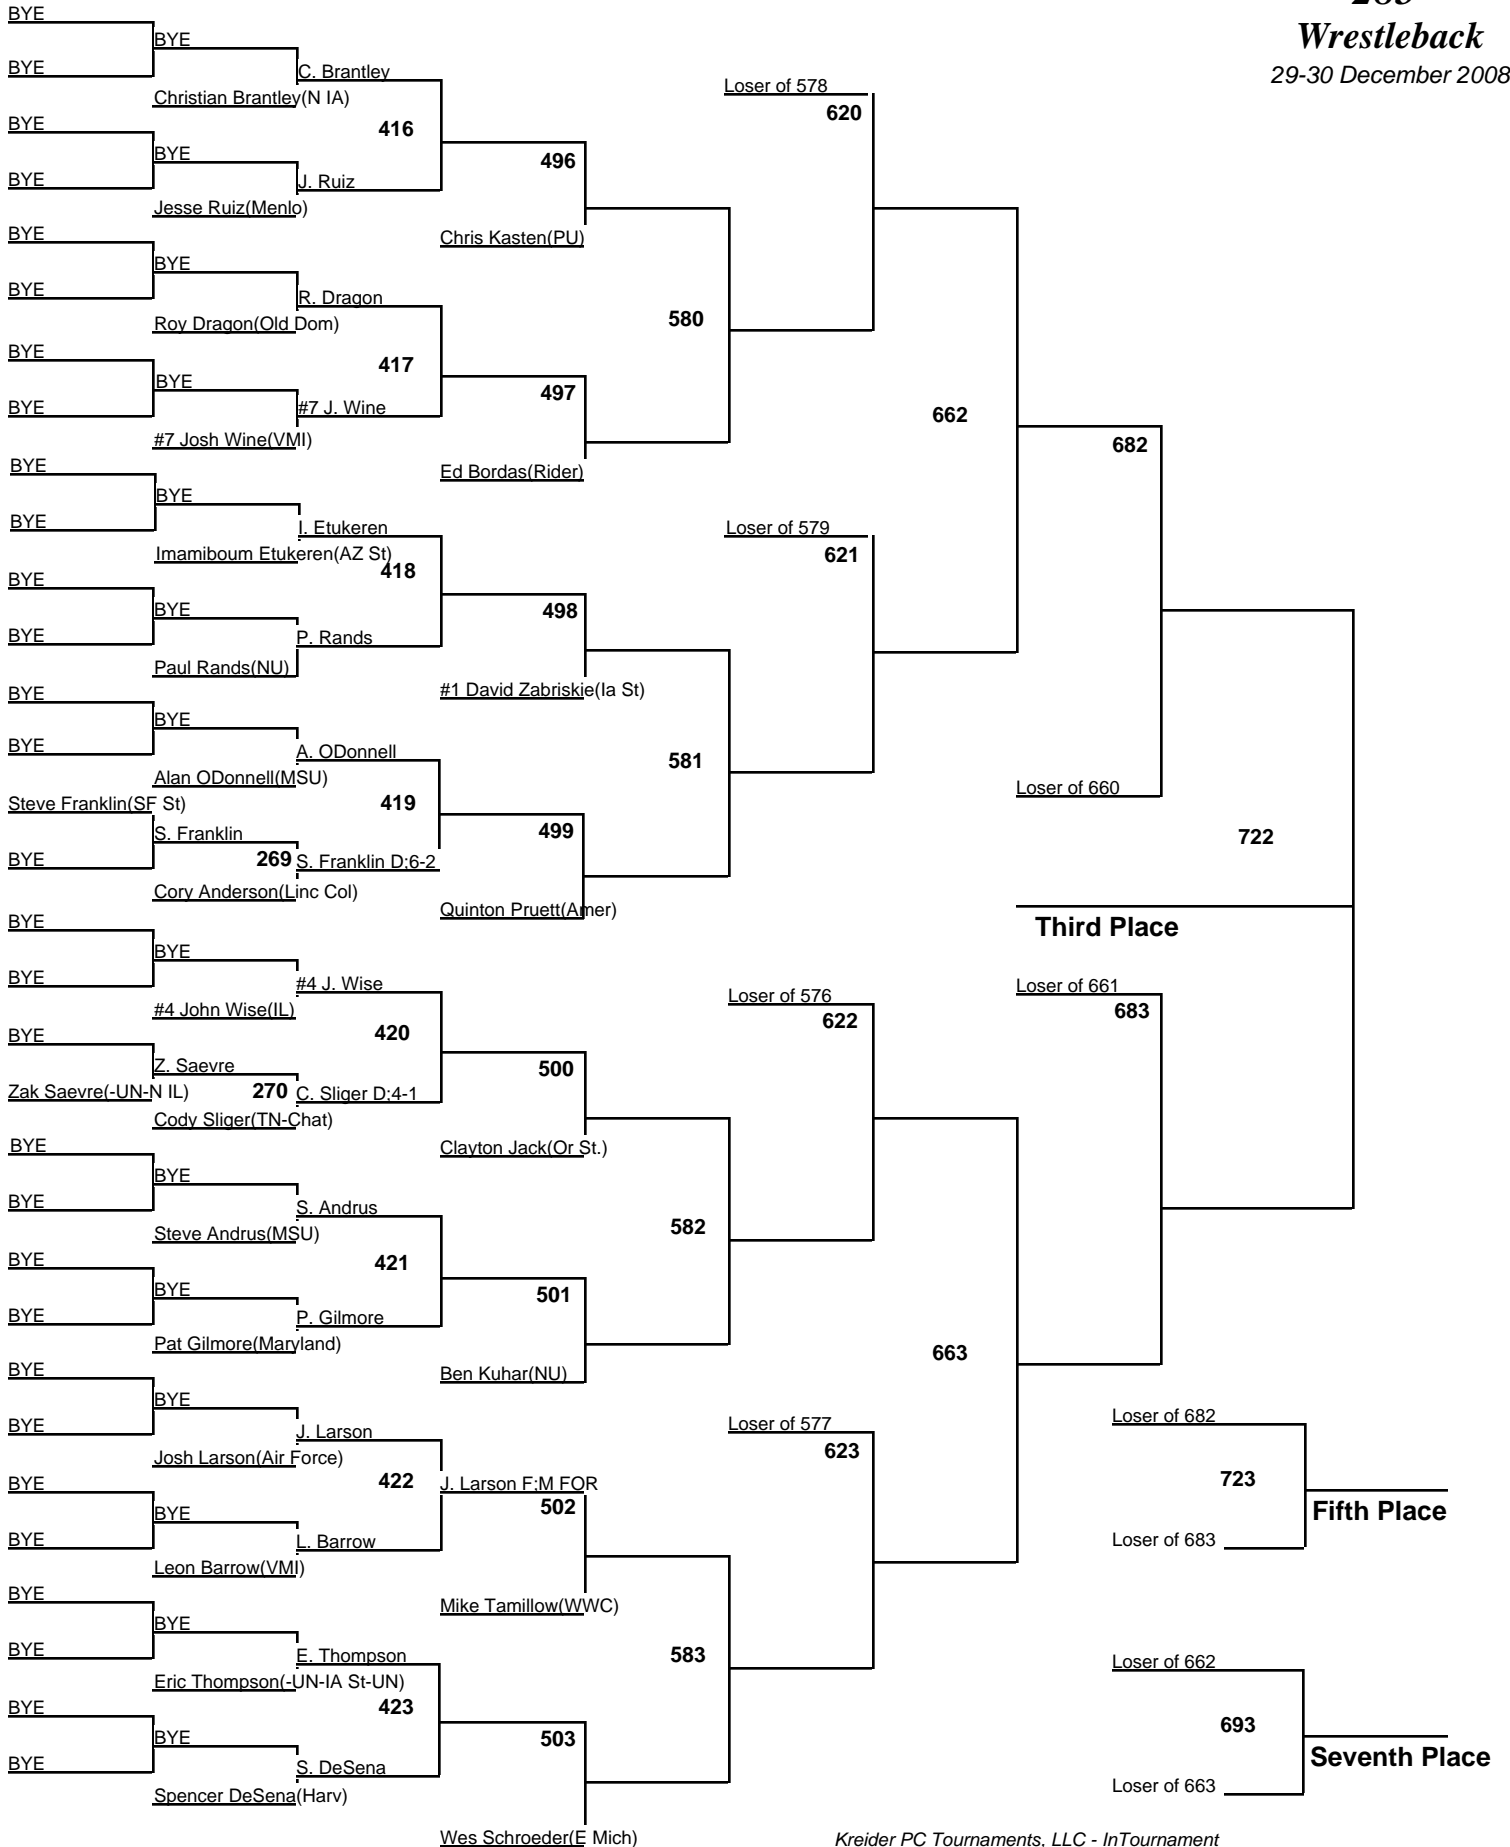 285
Wrestleback
29-30 December 2008
BYE
BYE
BYE
C. Brantley
Christian Brantley(N IA)
416
BYE
BYE
BYE
J. Ruiz
Jesse Ruiz(Menlo)
496
Chris Kasten(PU)
BYE
BYE
BYE
R. Dragon
Roy Dragon(Old Dom)
417
BYE
BYE
BYE
#7 J. Wine
#7 Josh Wine(VMI)
497
Ed Bordas(Rider)
580
Loser of 578
620
662
BYE
BYE
BYE
I. Etukeren
Imamiboum Etukeren(AZ St)
418
BYE
BYE
BYE
P. Rands
Paul Rands(NU)
498
#1 David Zabriskie(Ia St)
BYE
BYE
BYE
A. ODonnell
Alan ODonnell(MSU)
419
Steve Franklin(SF St)
S. Franklin
BYE
269
S. Franklin D;6-2
Cory Anderson(Linc Col)
499
Quinton Pruett(Amer)
581
Loser of 579
621
682
Loser of 660
722
Third Place
BYE
BYE
BYE
#4 J. Wise
#4 John Wise(IL)
420
BYE
Z. Saevre
Zak Saevre(-UN-N IL)
270
C. Sliger D;4-1
Cody Sliger(TN-Chat)
500
Clayton Jack(Or St.)
BYE
BYE
BYE
S. Andrus
Steve Andrus(MSU)
421
BYE
BYE
BYE
P. Gilmore
Pat Gilmore(Maryland)
501
Ben Kuhar(NU)
582
Loser of 576
622
Loser of 661
683
663
BYE
BYE
BYE
J. Larson
Josh Larson(Air Force)
422
J. Larson F;M FOR
BYE
BYE
BYE
L. Barrow
Leon Barrow(VMI)
502
Mike Tamillow(WWC)
BYE
BYE
BYE
E. Thompson
Eric Thompson(-UN-IA St-UN)
423
BYE
BYE
BYE
S. DeSena
Spencer DeSena(Harv)
503
Wes Schroeder(E Mich)
583
Loser of 577
623
Loser of 682
723
Fifth Place
Loser of 683
Loser of 662
693
Seventh Place
Loser of 663
Kreider PC Tournaments, LLC - InTournament